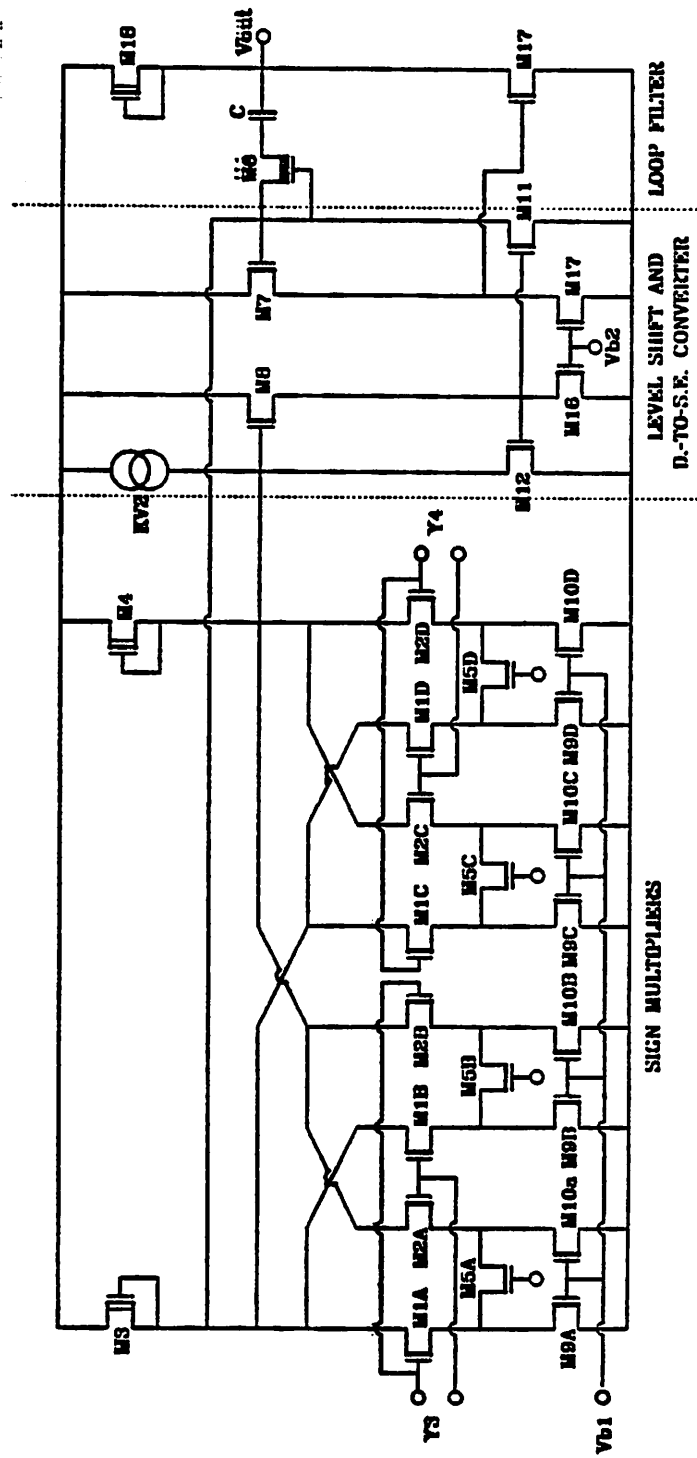 M3
M4
KV2
M18
M8
M7
M6
C
Vout
Y3
M1A
M2A
M1B
M2B
M1C
M2C
M1D
M2D
Y4
M5A
M5B
M5C
M5D
M12
M11
M17
M9A
M10a
M9B
M10B
M9C
M10C
M9D
M10D
M16
M17
Vb1
Vb2
SIGN MULTOPLIERS
LEVEL SHIFT AND
D.-TO-S.E. CONVERTER
LOOP FILTER